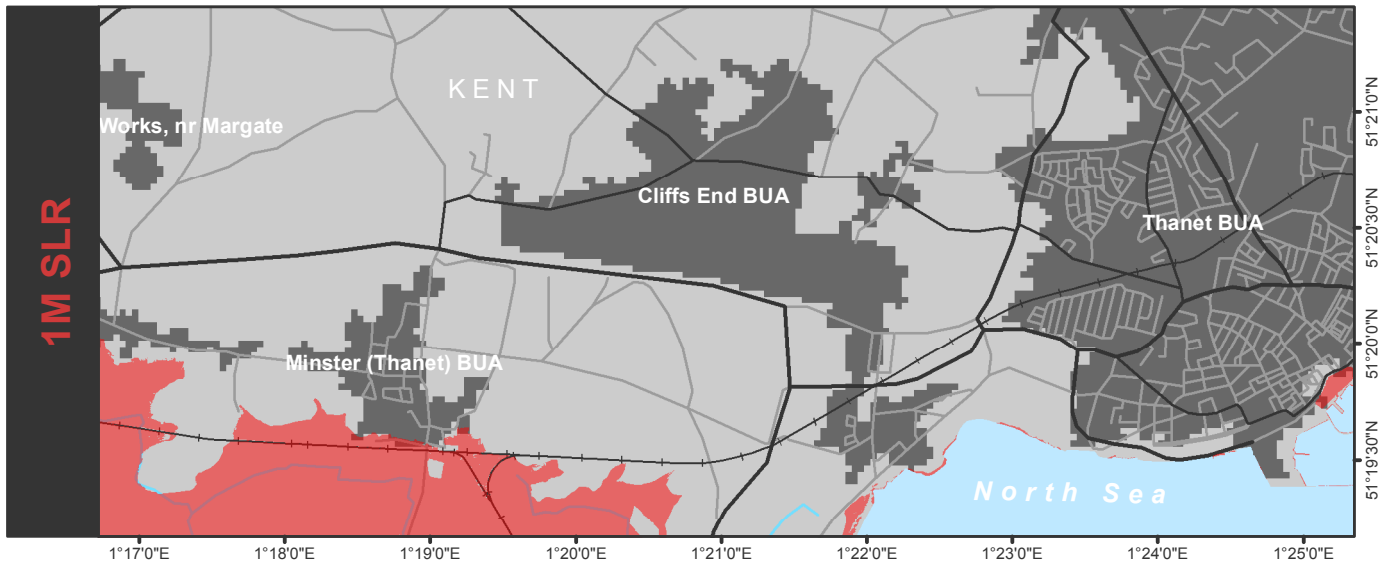 1M SLR
KENT
Works, nr Margate
Cliffs End BUA
Thanet BUA
Minster (Thanet) BUA
North Sea
51°21'0"N
51°20'30"N
51°20'0"N
51°19'30"N
1°17'0"E 1°18'0"E 1°19'0"E 1°20'0"E 1°21'0"E 1°22'0"E 1°23'0"E 1°24'0"E 1°25'0"E